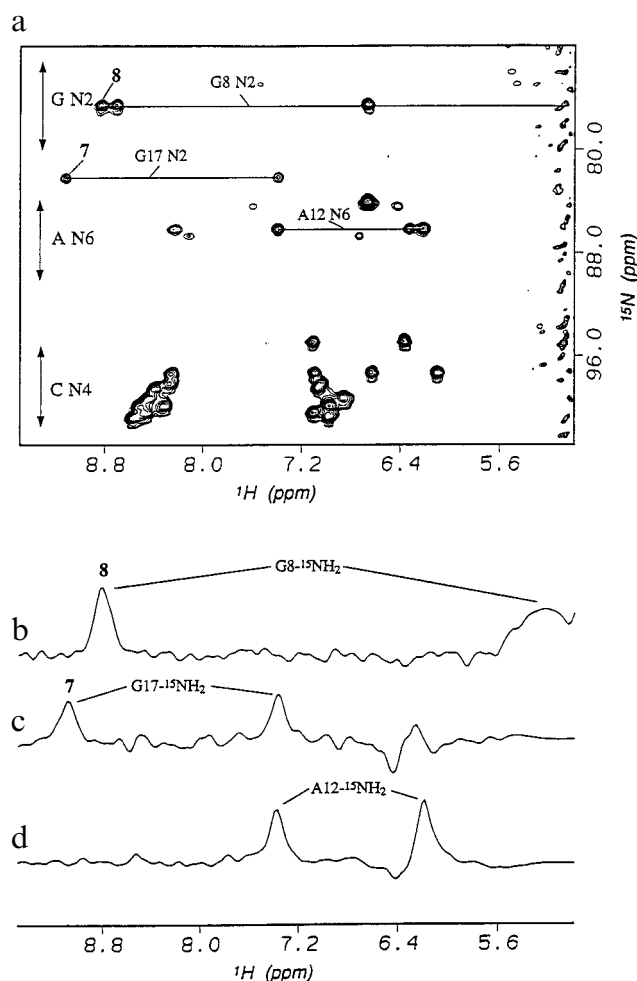 a
8
G N2
G8 N2
7
G17 N2
80.0
A12 N6
A N6
88.0
¹⁵N (ppm)
96.0
C N4
8.8 8.0 7.2 6.4 5.6
¹H (ppm)
8
G8-¹⁵NH₂
b
7
G17-¹⁵NH₂
c
A12-¹⁵NH₂
d
8.8 8.0 7.2 6.4 5.6
¹H (ppm)